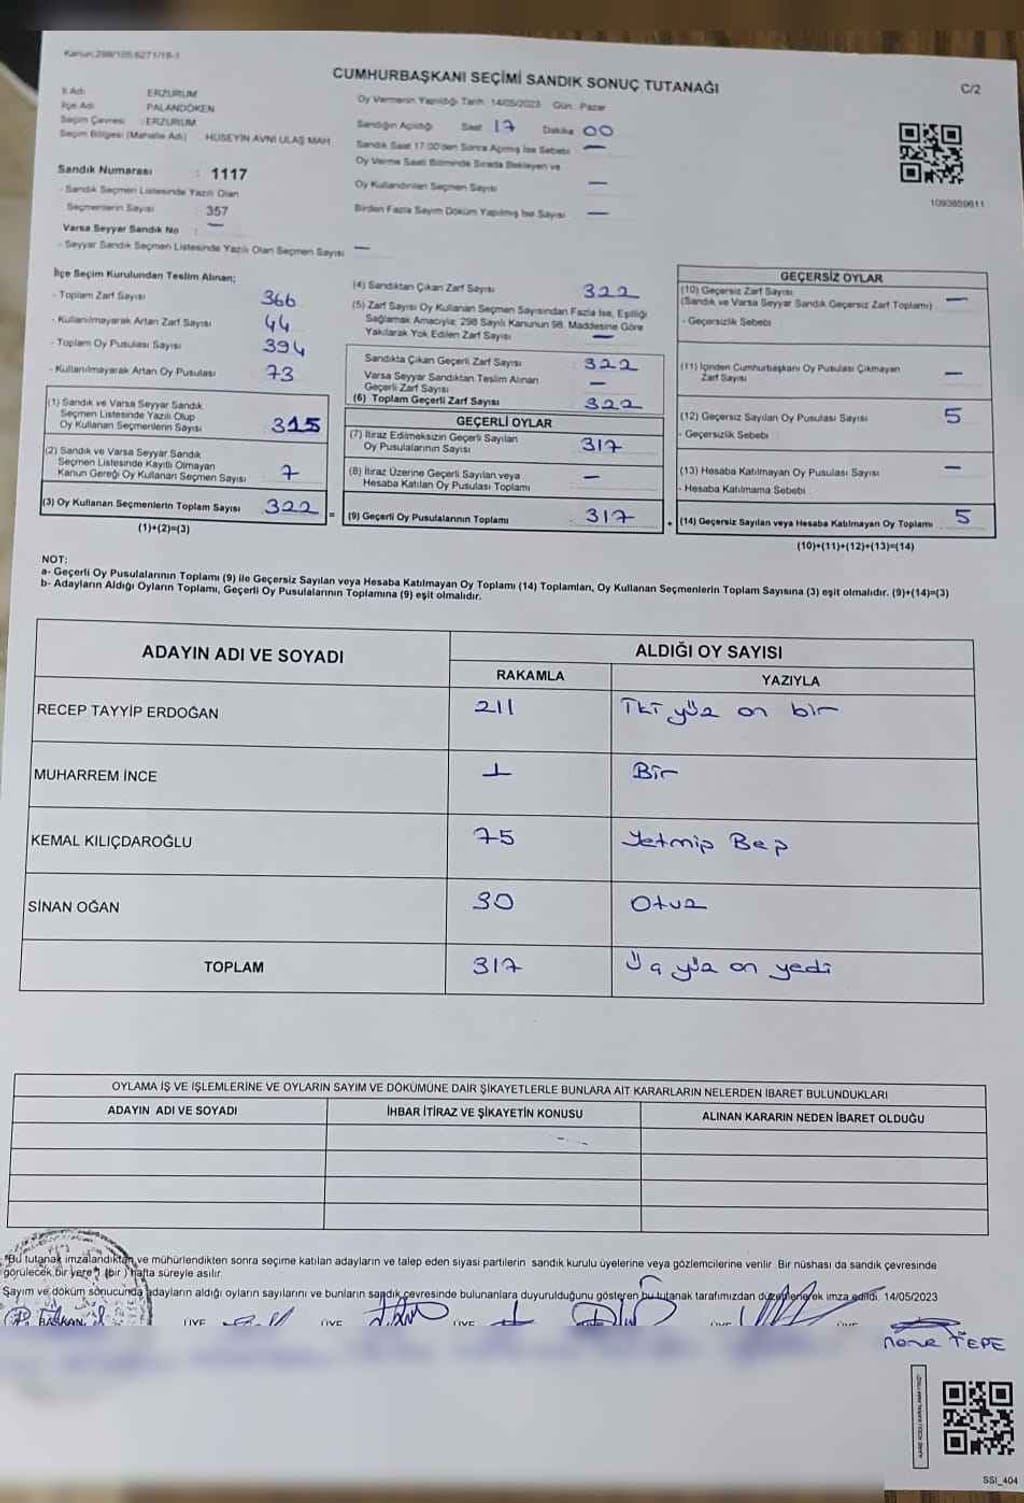 Kanun:298/105,6271/18-1
CUMHURBAŞKANI SEÇİMİ SANDIK SONUÇ TUTANAĞI
C/2
İl Adı : ERZURUM
İlçe Adı : PALANDÖKEN
Seçim Çevresi : ERZURUM
Seçim Bölgesi (Mahalle Adı) : HÜSEYİN AVNİ ULAŞ MAH.
Sandık Numarası : 1117
- Sandık Seçmen Listesinde Yazılı Olan
Seçmenlerin Sayısı : 357
Varsa Seyyar Sandık No : —
- Seyyar Sandık Seçmen Listesinde Yazılı Olan Seçmen Sayısı —
Oy Vermenin Yapıldığı Tarih: 14/05/2023 Gün: Pazar
Sandığın Açıldığı Saat 17 Dakika 00
Sandık Saat 17:00'den Sonra Açılmış İse Sebebi —
Oy Verme Saati Bitiminde Sırada Bekleyen ve
Oy Kullandırılan Seçmen Sayısı —
Birden Fazla Sayım Döküm Yapılmış İse Sayısı —
1093859611
İlçe Seçim Kurulundan Teslim Alınan;
- Toplam Zarf Sayısı 366
- Kullanılmayarak Artan Zarf Sayısı 44
- Toplam Oy Pusulası Sayısı 394
- Kullanılmayarak Artan Oy Pusulası 73
(1) Sandık ve Varsa Seyyar Sandık
Seçmen Listesinde Yazılı Olup
Oy Kullanan Seçmenlerin Sayısı 315
(2) Sandık ve Varsa Seyyar Sandık
Seçmen Listesinde Kayıtlı Olmayan
Kanun Gereği Oy Kullanan Seçmen Sayısı 7
(3) Oy Kullanan Seçmenlerin Toplam Sayısı 322 =
(1)+(2)=(3)
(4) Sandıktan Çıkan Zarf Sayısı 322
(5) Zarf Sayısı Oy Kullanan Seçmen Sayısından Fazla İse, Eşitliği
Sağlamak Amacıyla; 298 Sayılı Kanunun 98. Maddesine Göre
Yakılarak Yok Edilen Zarf Sayısı —
Sandıkta Çıkan Geçerli Zarf Sayısı 322
Varsa Seyyar Sandıktan Teslim Alınan
Geçerli Zarf Sayısı —
(6) Toplam Geçerli Zarf Sayısı 322
GEÇERLİ OYLAR
(7) İtiraz Edilmeksizin Geçerli Sayılan
Oy Pusulalarının Sayısı 317
(8) İtiraz Üzerine Geçerli Sayılan veya
Hesaba Katılan Oy Pusulası Toplamı —
(9) Geçerli Oy Pusulalarının Toplamı 317 +
GEÇERSİZ OYLAR
(10) Geçersiz Zarf Sayısı
(Sandık ve Varsa Seyyar Sandık Geçersiz Zarf Toplamı) —
- Geçersizlik Sebebi
(11) İçinden Cumhurbaşkanı Oy Pusulası Çıkmayan
Zarf Sayısı —
(12) Geçersiz Sayılan Oy Pusulası Sayısı 5
- Geçersizlik Sebebi
(13) Hesaba Katılmayan Oy Pusulası Sayısı —
- Hesaba Katılmama Sebebi
(14) Geçersiz Sayılan veya Hesaba Katılmayan Oy Toplamı 5
(10)+(11)+(12)+(13)=(14)
NOT:
a- Geçerli Oy Pusulalarının Toplamı (9) ile Geçersiz Sayılan veya Hesaba Katılmayan Oy Toplamı (14) Toplamları, Oy Kullanan Seçmenlerin Toplam Sayısına (3) eşit olmalıdır. (9)+(14)=(3)
b- Adayların Aldığı Oyların Toplamı, Geçerli Oy Pusulalarının Toplamına (9) eşit olmalıdır.
ADAYIN ADI VE SOYADI
ALDIĞI OY SAYISI
RAKAMLA YAZIYLA
RECEP TAYYİP ERDOĞAN 211 İki yüz on bir
MUHARREM İNCE 1 Bir
KEMAL KILIÇDAROĞLU 75 Yetmiş Beş
SİNAN OĞAN 30 Otuz
TOPLAM 317 Üç yüz on yedi
OYLAMA İŞ VE İŞLEMLERİNE VE OYLARIN SAYIM VE DÖKÜMÜNE DAİR ŞİKAYETLERLE BUNLARA AİT KARARLARIN NELERDEN İBARET BULUNDUKLARI
ADAYIN ADI VE SOYADI İHBAR İTİRAZ VE ŞİKAYETİN KONUSU ALINAN KARARIN NEDEN İBARET OLDUĞU
"Bu tutanak imzalandıktan ve mühürlendikten sonra seçime katılan adayların ve talep eden siyasi partilerin sandık kurulu üyelerine veya gözlemcilerine verilir. Bir nüshası da sandık çevresinde
görülecek bir yere 1 (bir) hafta süreyle asılır.
Sayım ve döküm sonucunda adayların aldığı oyların sayılarını ve bunların sandık çevresinde bulunanlara duyurulduğunu gösteren bu tutanak tarafımızdan düzenlenerek imza edildi. 14/05/2023
BAŞKAN ÜYE ÜYE ÜYE
TEPE
SSI_404